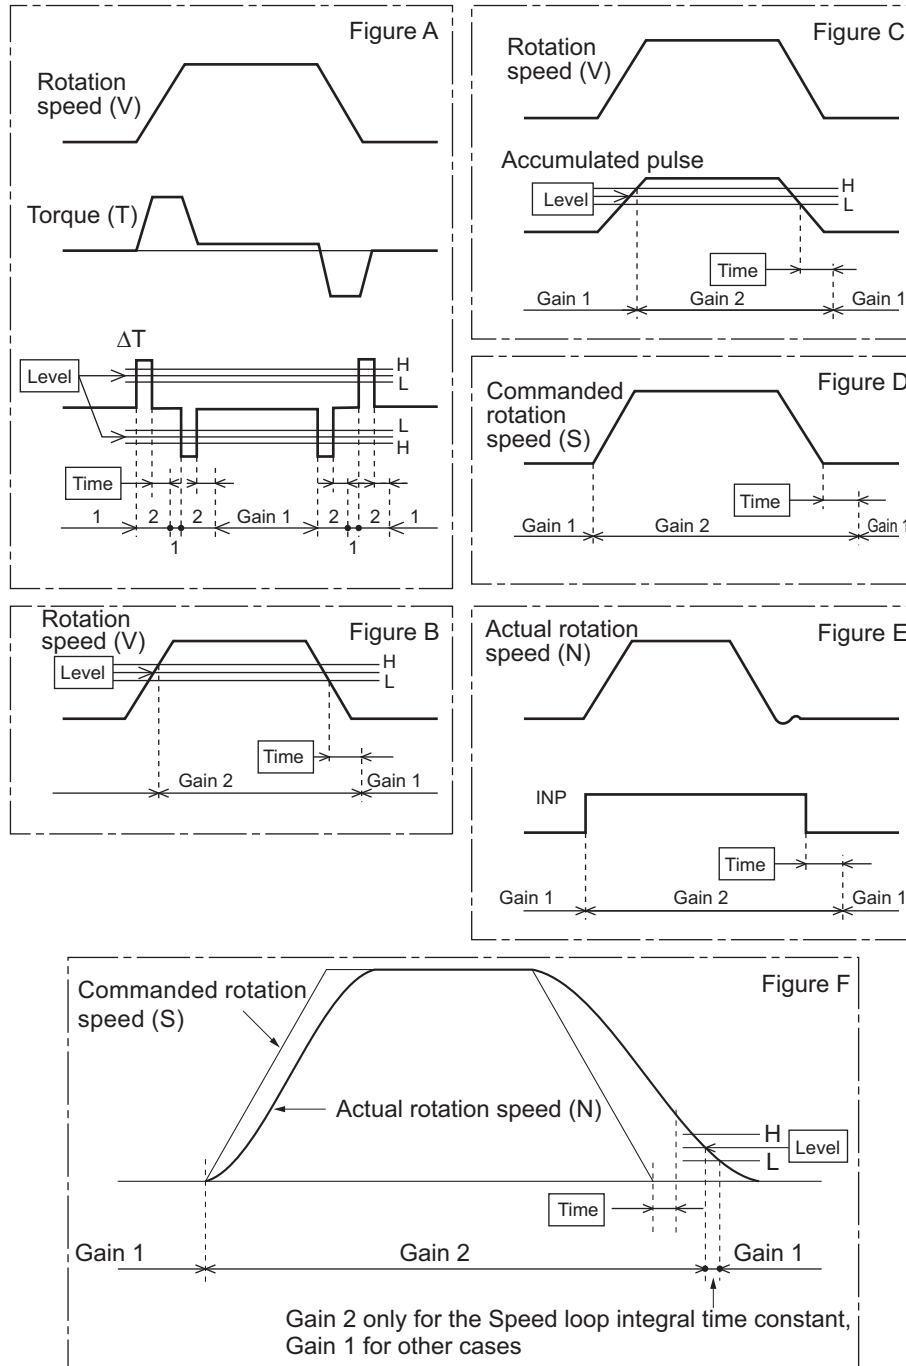 Figure A
Rotation
speed (V)
Torque (T)
ΔT
H
Level
L
L
H
Time
1 2 2 Gain 1 2 2 1
1 1
Rotation
speed (V)
Figure B
H
Level
L
Time
Gain 2 Gain 1
Figure C
Rotation
speed (V)
Accumulated pulse
H
Level
L
Time
Gain 1 Gain 2 Gain 1
Figure D
Commanded
rotation
speed (S)
Time
Gain 1 Gain 2 Gain 1
Actual rotation
speed (N)
Figure E
INP
Time
Gain 1 Gain 2 Gain 1
Figure F
Commanded rotation
speed (S)
Actual rotation speed (N)
H
Level
L
Time
Gain 1 Gain 2 Gain 1
Gain 2 only for the Speed loop integral time constant,
Gain 1 for other cases